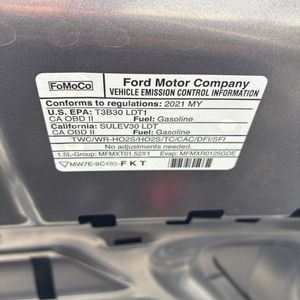 FoMoCo
Ford Motor Company
VEHICLE EMISSION CONTROL INFORMATION
Conforms to regulations: 2021 MY
U.S. EPA: T3B30 LDT1
CA OBD II Fuel: Gasoline
California: SULEV30 LDT
CA OBD II Fuel: Gasoline
TWC/WR-HO2S/HO2S/TC/CAC/DFI/SFI
No adjustments needed.
1.5L-Group: MFMXT01.52X1 Evap: MFMXR0125GDE
MW7E-9C485-FKT